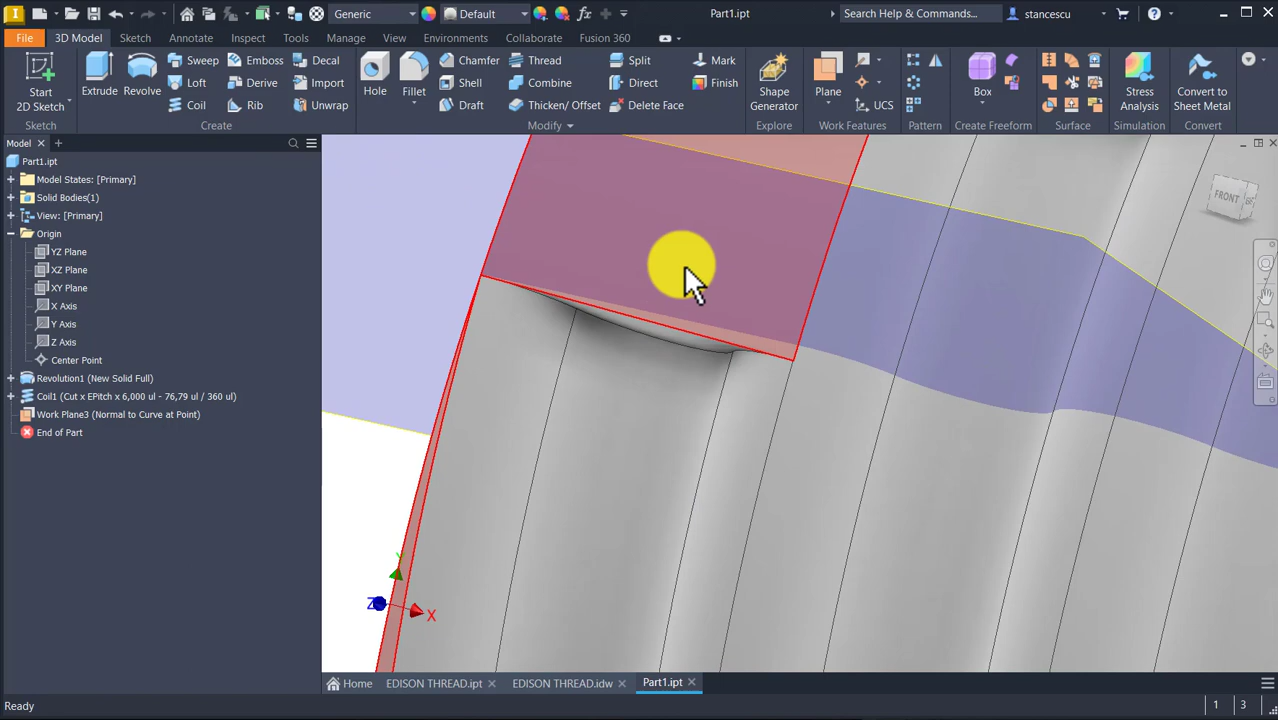 Generic Default Part1.ipt Search Help & Commands... stancescu
File 3D Model Sketch Annotate Inspect Tools Manage View Environments Collaborate Fusion 360
Start
2D Sketch
Extrude
Revolve
Sweep
Loft
Coil
Emboss
Derive
Rib
Decal
Import
Unwrap
Hole
Fillet
Chamfer
Shell
Draft
Thread
Combine
Thicken/ Offset
Split
Direct
Delete Face
Mark
Finish
Shape
Generator
Plane
UCS
Box
Stress
Analysis
Convert to
Sheet Metal
Sketch Create Modify Explore Work Features Pattern Create Freeform Surface Simulation Convert
Model
Part1.ipt
Model States: [Primary]
Solid Bodies(1)
View: [Primary]
Origin
YZ Plane
XZ Plane
XY Plane
X Axis
Y Axis
Z Axis
Center Point
Revolution1 (New Solid Full)
Coil1 (Cut x EPitch x 6,000 ul - 76,79 ul / 360 ul)
Work Plane3 (Normal to Curve at Point)
End of Part
FRONT
Y
Z
X
Home EDISON THREAD.ipt EDISON THREAD.idw Part1.ipt
Ready 1 3